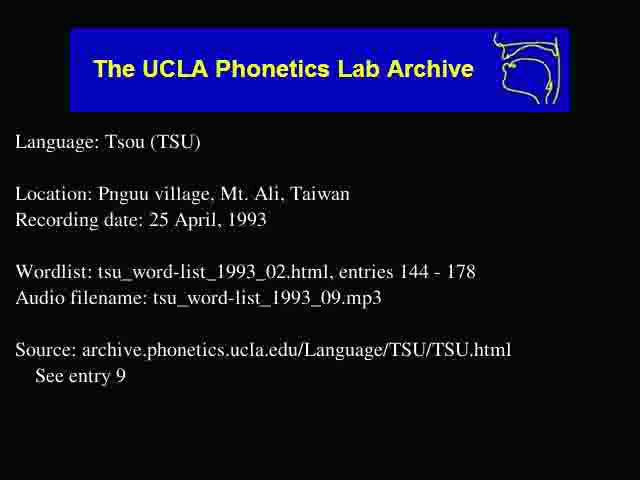 The UCLA Phonetics Lab Archive
Language: Tsou (TSU)
Location: Pnguu village, Mt. Ali, Taiwan
Recording date: 25 April, 1993
Wordlist: tsu_word-list_1993_02.html, entries 144 - 178
Audio filename: tsu_word-list_1993_09.mp3
Source: archive.phonetics.ucla.edu/Language/TSU/TSU.html
See entry 9